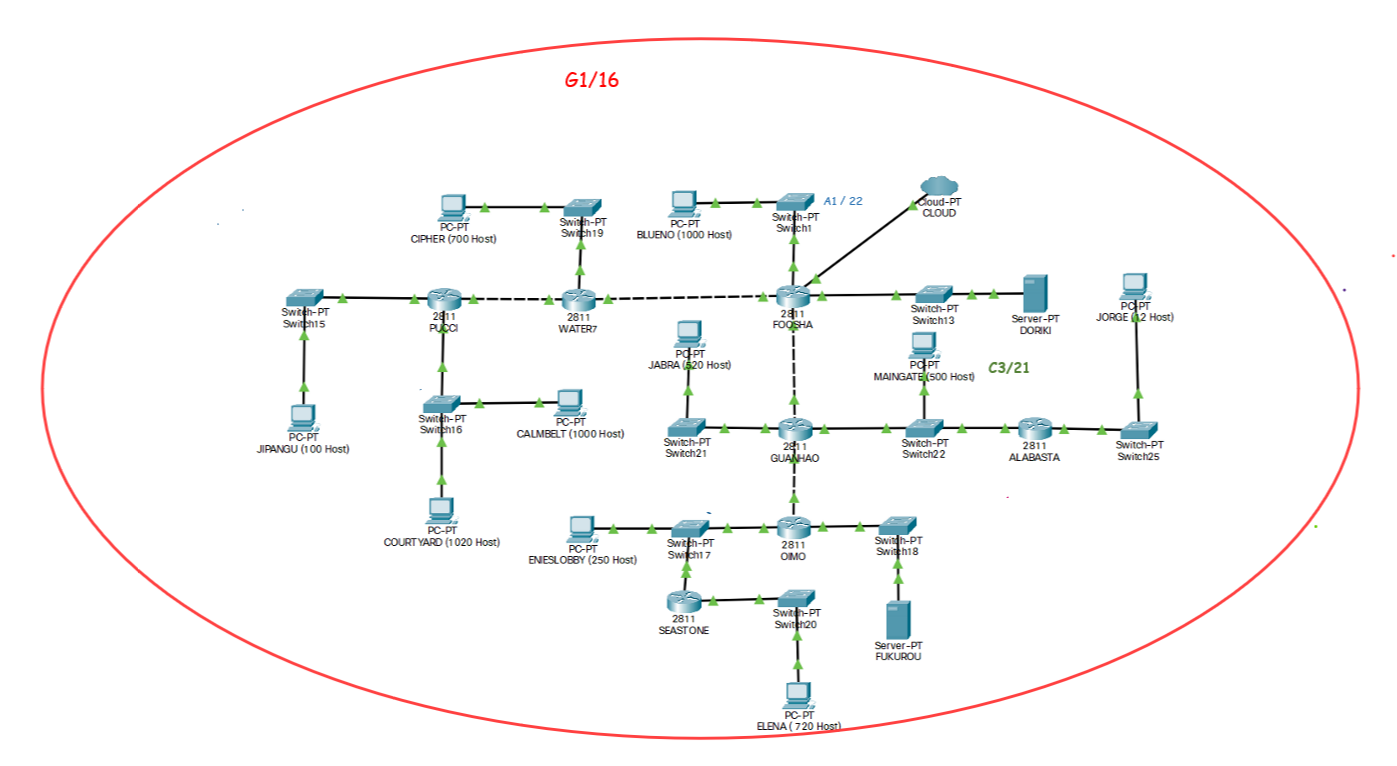 G1/16
Cloud-PT
CLOUD
PC-PT
CIPHER (700 Host)
Switch-PT
Switch19
PC-PT
BLUENO (1000 Host)
Switch-PT
Switch1
A1 / 22
Switch-PT
Switch15
2811
PUCCI
2811
WATER7
2811
FOOSHA
Switch-PT
Switch13
Server-PT
DORIKI
PC-PT
JORGE (12 Host)
PC-PT
JABRA (520 Host)
PC-PT
MAINGATE (500 Host)
C3/21
PC-PT
JIPANGU (100 Host)
Switch-PT
Switch16
PC-PT
CALMBELT (1000 Host)
Switch-PT
Switch21
2811
GUANHAO
Switch-PT
Switch22
2811
ALABASTA
Switch-PT
Switch25
PC-PT
COURTYARD (1020 Host)
PC-PT
ENIESLOBBY (250 Host)
Switch-PT
Switch17
2811
OIMO
Switch-PT
Switch18
2811
SEASTONE
Switch-PT
Switch20
Server-PT
FUKUROU
PC-PT
ELENA ( 720 Host)